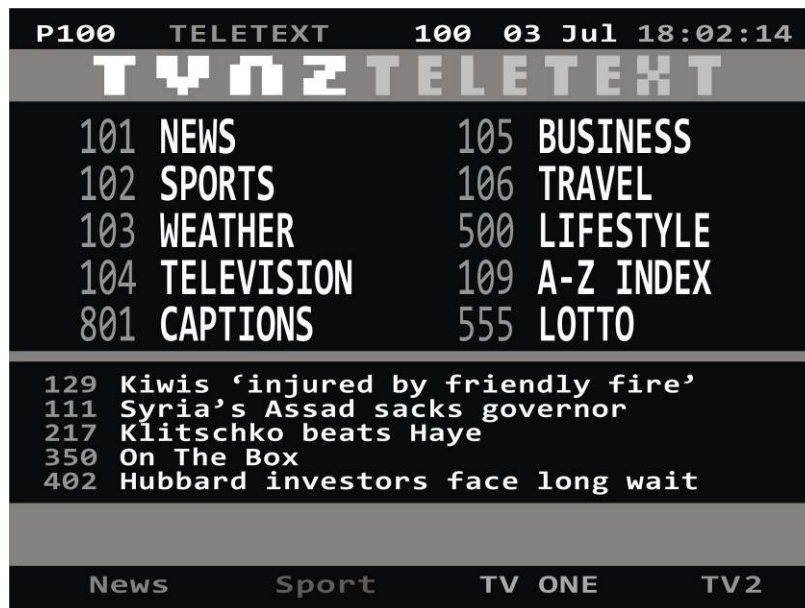 P100 TELETEXT 100 03 Jul 18:02:14
TVNZ TELETEXT
101 NEWS 105 BUSINESS
102 SPORTS 106 TRAVEL
103 WEATHER 500 LIFESTYLE
104 TELEVISION 109 A-Z INDEX
801 CAPTIONS 555 LOTTO
129 Kiwis ‘injured by friendly fire’
111 Syria’s Assad sacks governor
217 Klitschko beats Haye
350 On The Box
402 Hubbard investors face long wait
News Sport TV ONE TV2